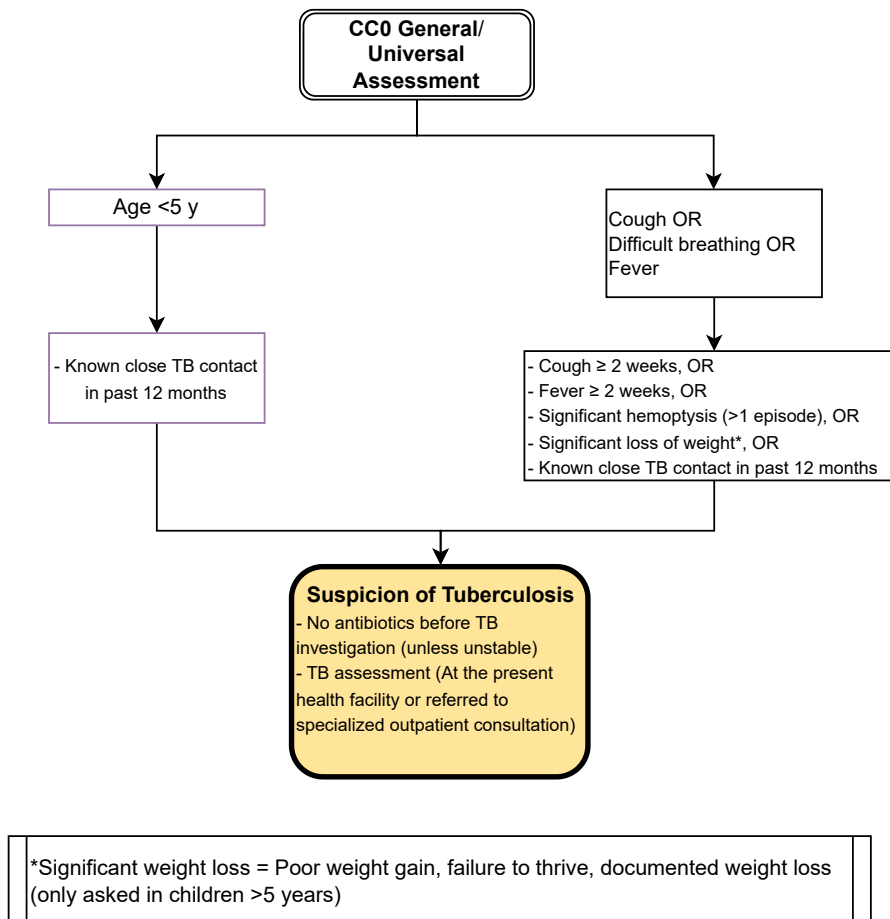 CC0 General/
Universal
Assessment
Age <5 y
Cough OR
Difficult breathing OR
Fever
- Known close TB contact
in past 12 months
- Cough ≥ 2 weeks, OR
- Fever ≥ 2 weeks, OR
- Significant hemoptysis (>1 episode), OR
- Significant loss of weight*, OR
- Known close TB contact in past 12 months
Suspicion of Tuberculosis
- No antibiotics before TB
investigation (unless unstable)
- TB assessment (At the present
health facility or referred to
specialized outpatient consultation)
*Significant weight loss = Poor weight gain, failure to thrive, documented weight loss
(only asked in children >5 years)